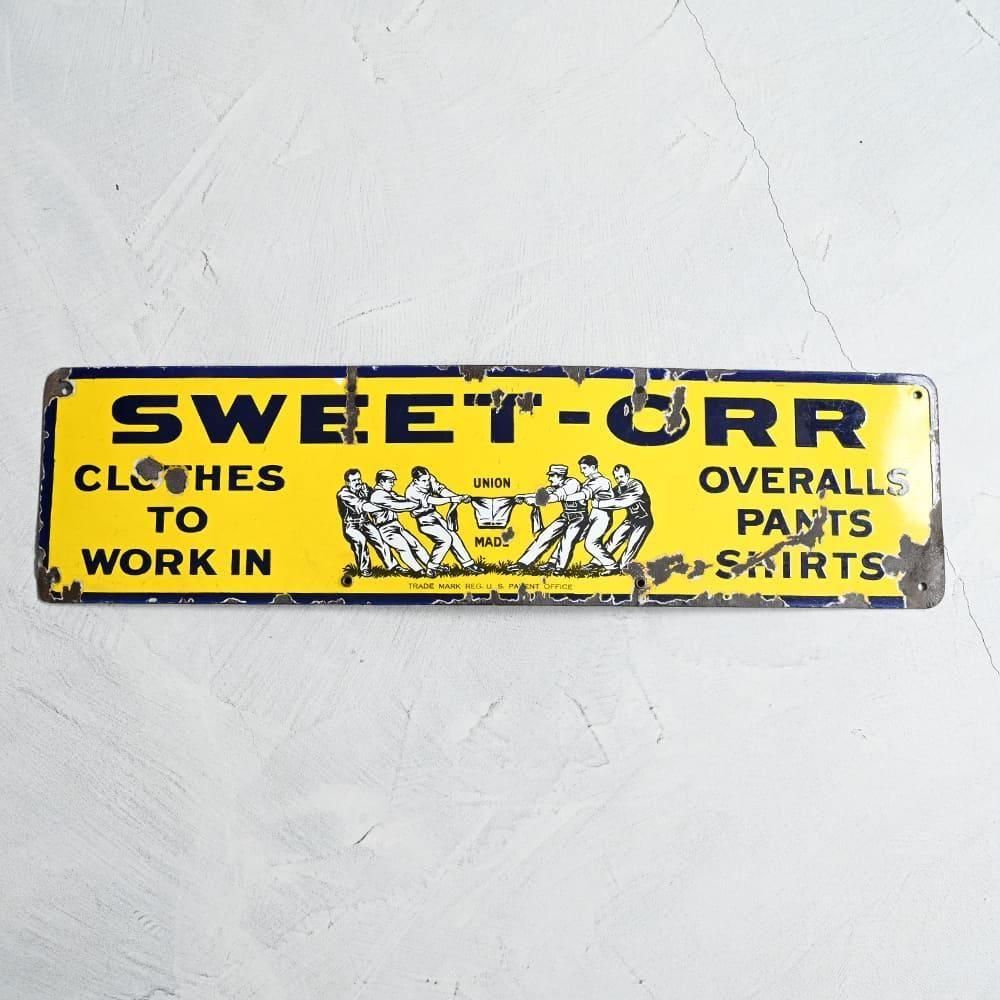 SWEET-ORR
CLOTHES
TO
WORK IN
UNION
MADE
OVERALLS
PANTS
SHIRTS
TRADE MARK REG. U. S. PATENT OFFICE